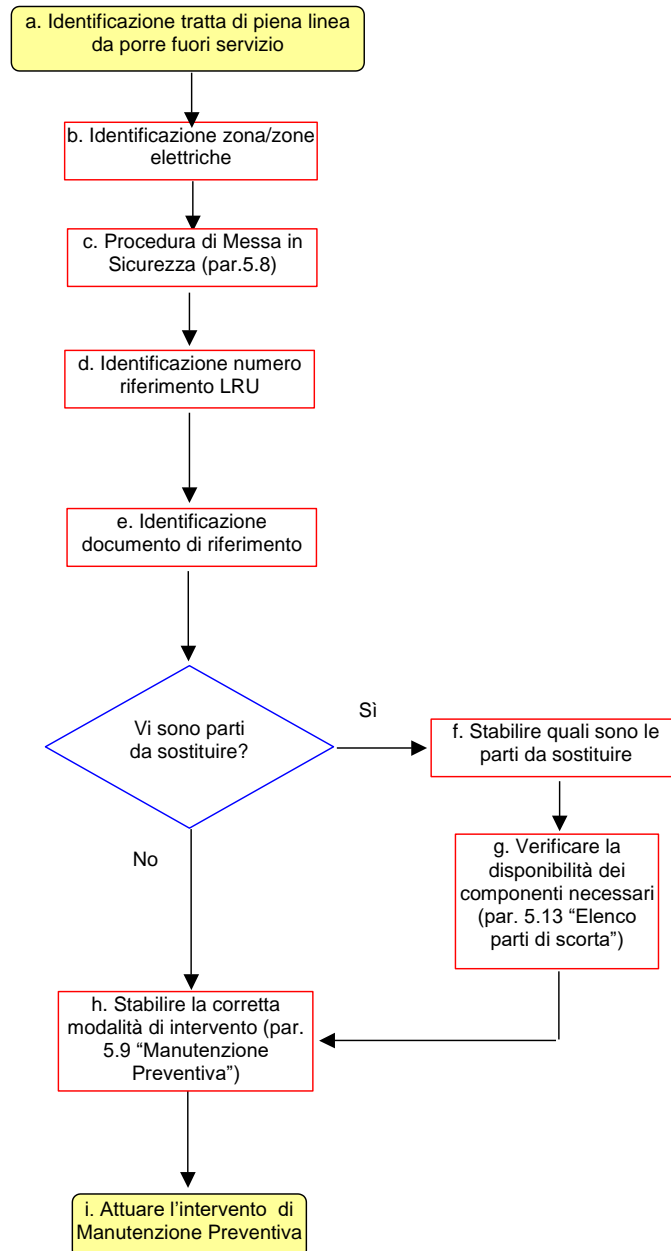 a. Identificazione tratta di piena linea
da porre fuori servizio
b. Identificazione zona/zone
elettriche
c. Procedura di Messa in
Sicurezza (par.5.8)
d. Identificazione numero
riferimento LRU
e. Identificazione
documento di riferimento
Vi sono parti
da sostituire?
Sì
f. Stabilire quali sono le
parti da sostituire
g. Verificare la
disponibilità dei
componenti necessari
(par. 5.13 “Elenco
parti di scorta”)
No
h. Stabilire la corretta
modalità di intervento (par.
5.9 “Manutenzione
Preventiva”)
i. Attuare l’intervento di
Manutenzione Preventiva